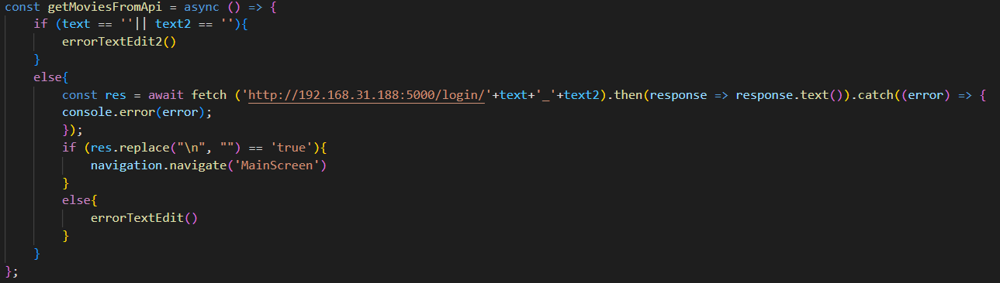 const getMoviesFromApi = async () => {
    if (text == ''|| text2 == ''){
        errorTextEdit2()
    }
    else{
        const res = await fetch ('http://192.168.31.188:5000/login/'+text+'_'+text2).then(response => response.text()).catch((error) => {
        console.error(error);
        });
        if (res.replace("\n", "") == 'true'){
            navigation.navigate('MainScreen')
        }
        else{
            errorTextEdit()
        }
    }
};